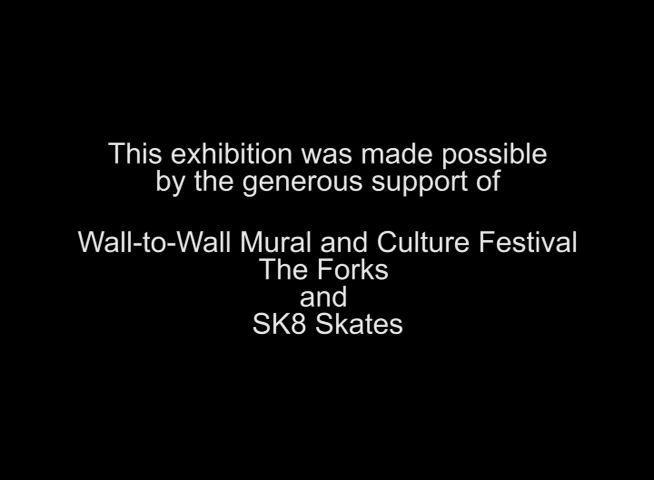 This exhibition was made possible
by the generous support of
Wall-to-Wall Mural and Culture Festival
The Forks
and
SK8 Skates